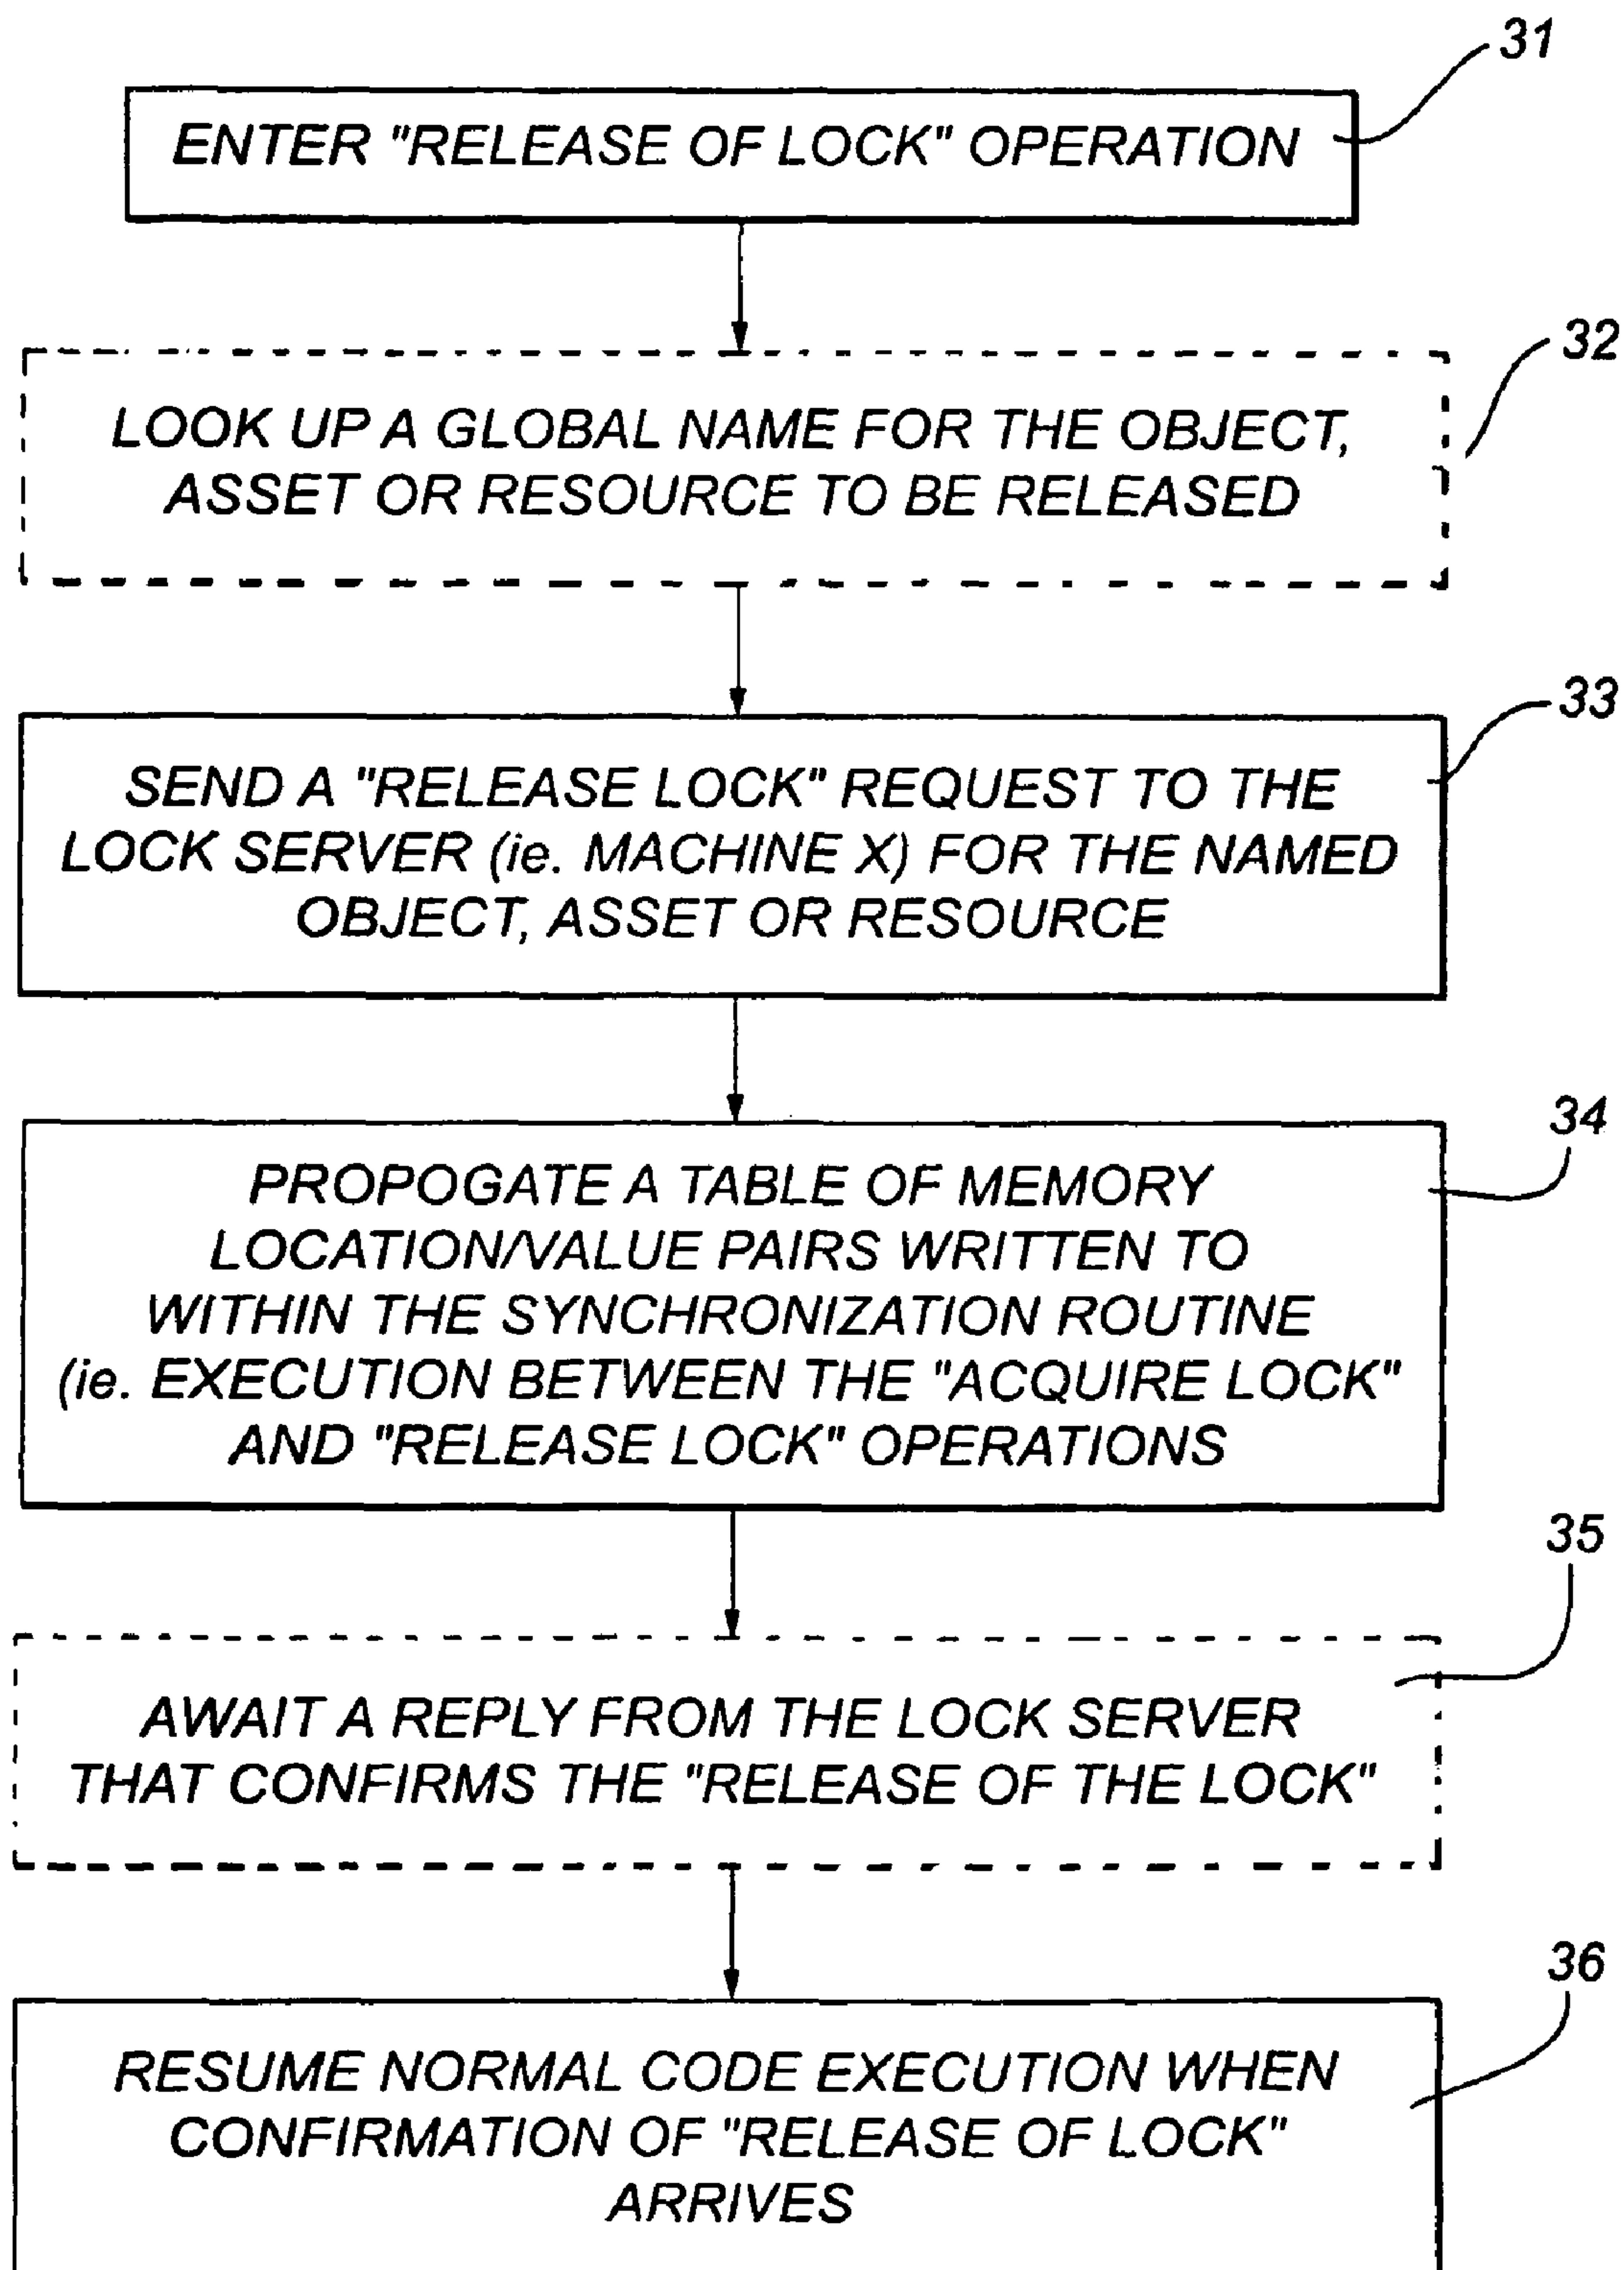 31
ENTER "RELEASE OF LOCK" OPERATION
32
LOOK UP A GLOBAL NAME FOR THE OBJECT,
ASSET OR RESOURCE TO BE RELEASED
33
SEND A "RELEASE LOCK" REQUEST TO THE
LOCK SERVER (ie. MACHINE X) FOR THE NAMED
OBJECT, ASSET OR RESOURCE
34
PROPOGATE A TABLE OF MEMORY
LOCATION/VALUE PAIRS WRITTEN TO
WITHIN THE SYNCHRONIZATION ROUTINE
(ie. EXECUTION BETWEEN THE "ACQUIRE LOCK"
AND "RELEASE LOCK" OPERATIONS
35
AWAIT A REPLY FROM THE LOCK SERVER
THAT CONFIRMS THE "RELEASE OF THE LOCK"
36
RESUME NORMAL CODE EXECUTION WHEN
CONFIRMATION OF "RELEASE OF LOCK"
ARRIVES